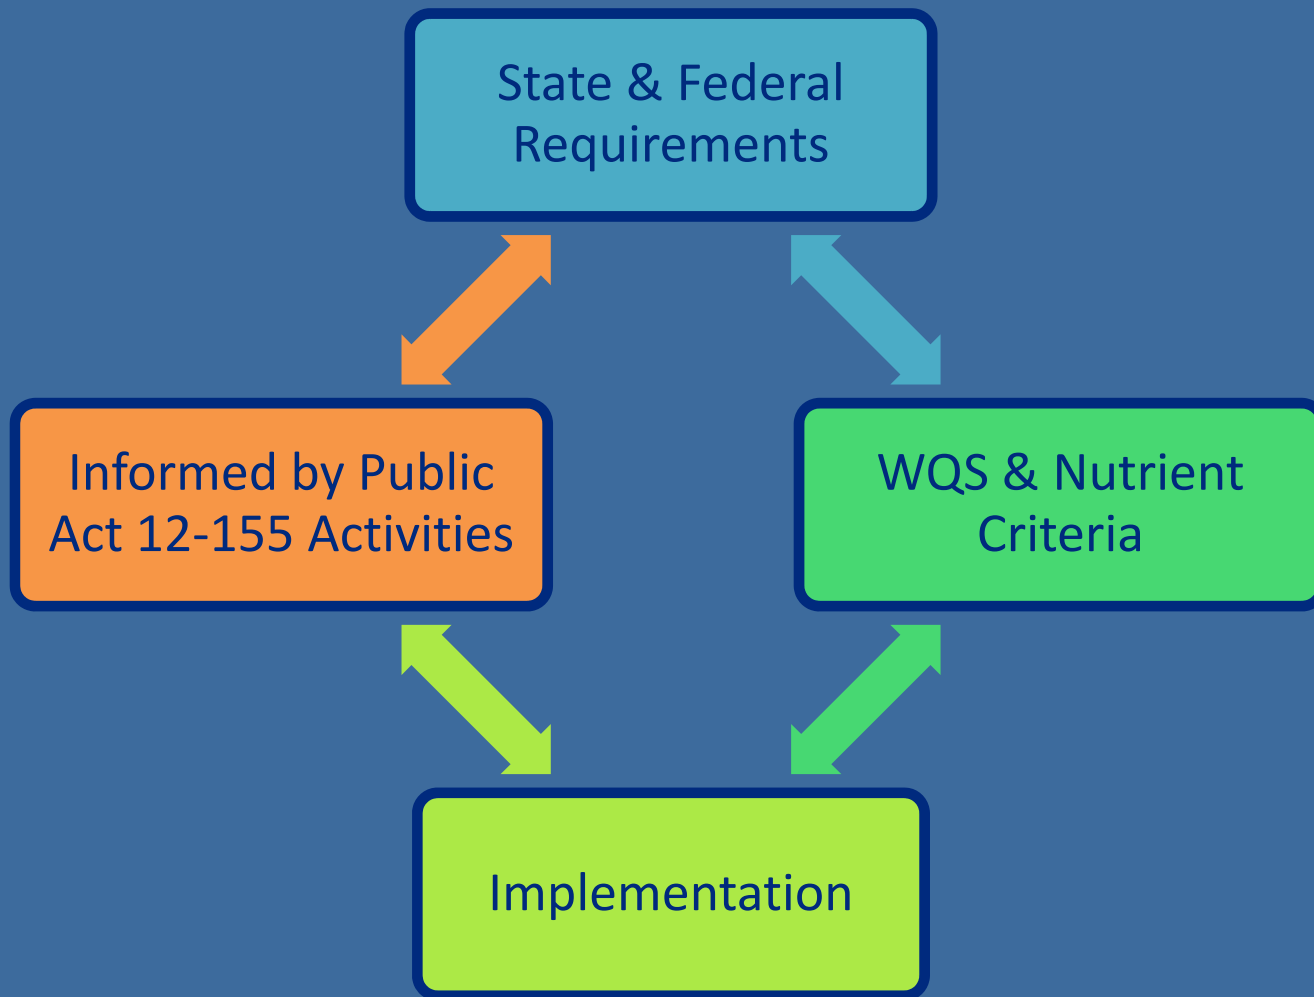 State & Federal
Requirements
Informed by Public
Act 12-155 Activities
WQS & Nutrient
Criteria
Implementation